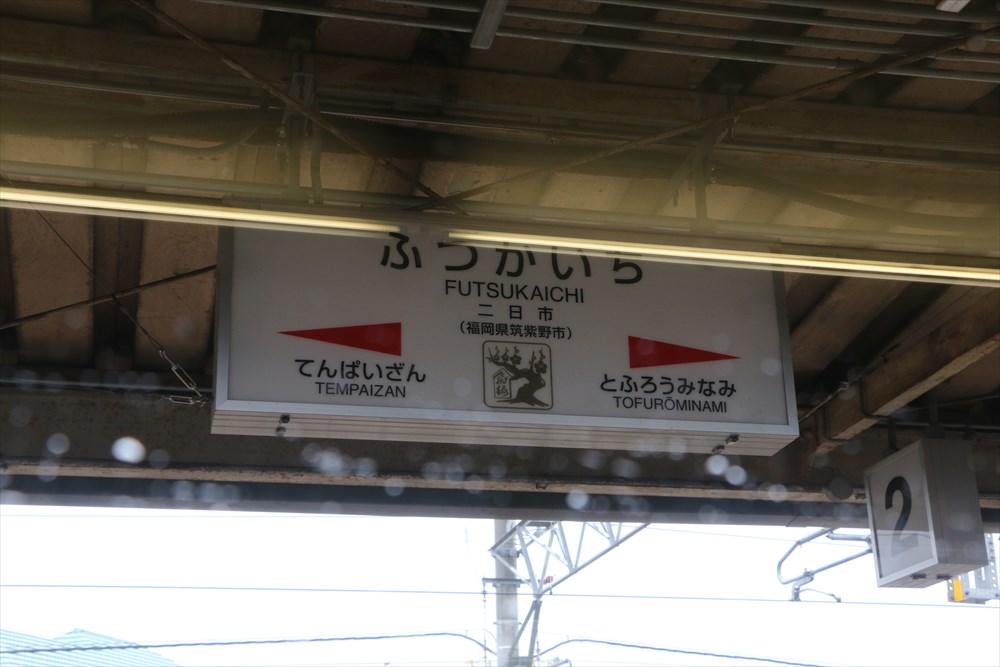 ふつかいち
FUTSUKAICHI
二日市
(福岡県筑紫野市)
てんぱいざん
TEMPAIZAN
とふろうみなみ
TOFURŌMINAMI
2